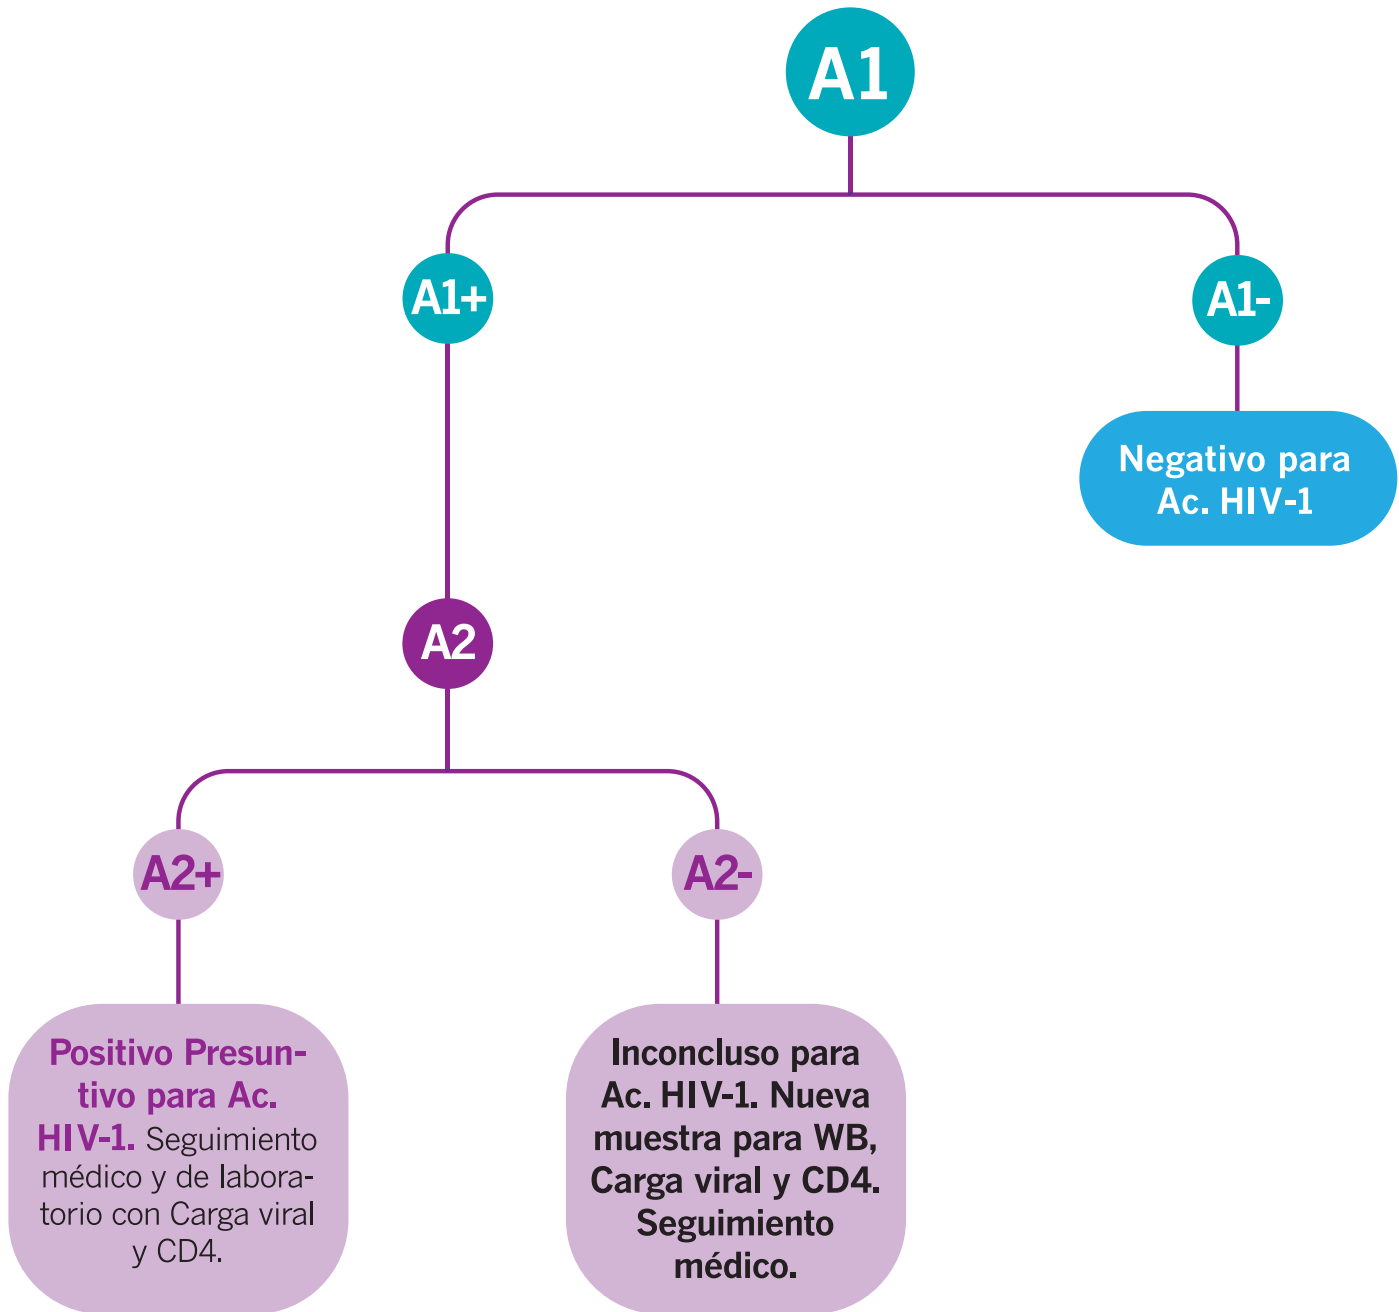 A1
A1+
A1-
Negativo para
Ac. HIV-1
A2
A2+
A2-
Positivo Presun-
tivo para Ac.
HIV-1. Seguimiento
médico y de labora-
torio con Carga viral
y CD4.
Inconcluso para
Ac. HIV-1. Nueva
muestra para WB,
Carga viral y CD4.
Seguimiento
médico.